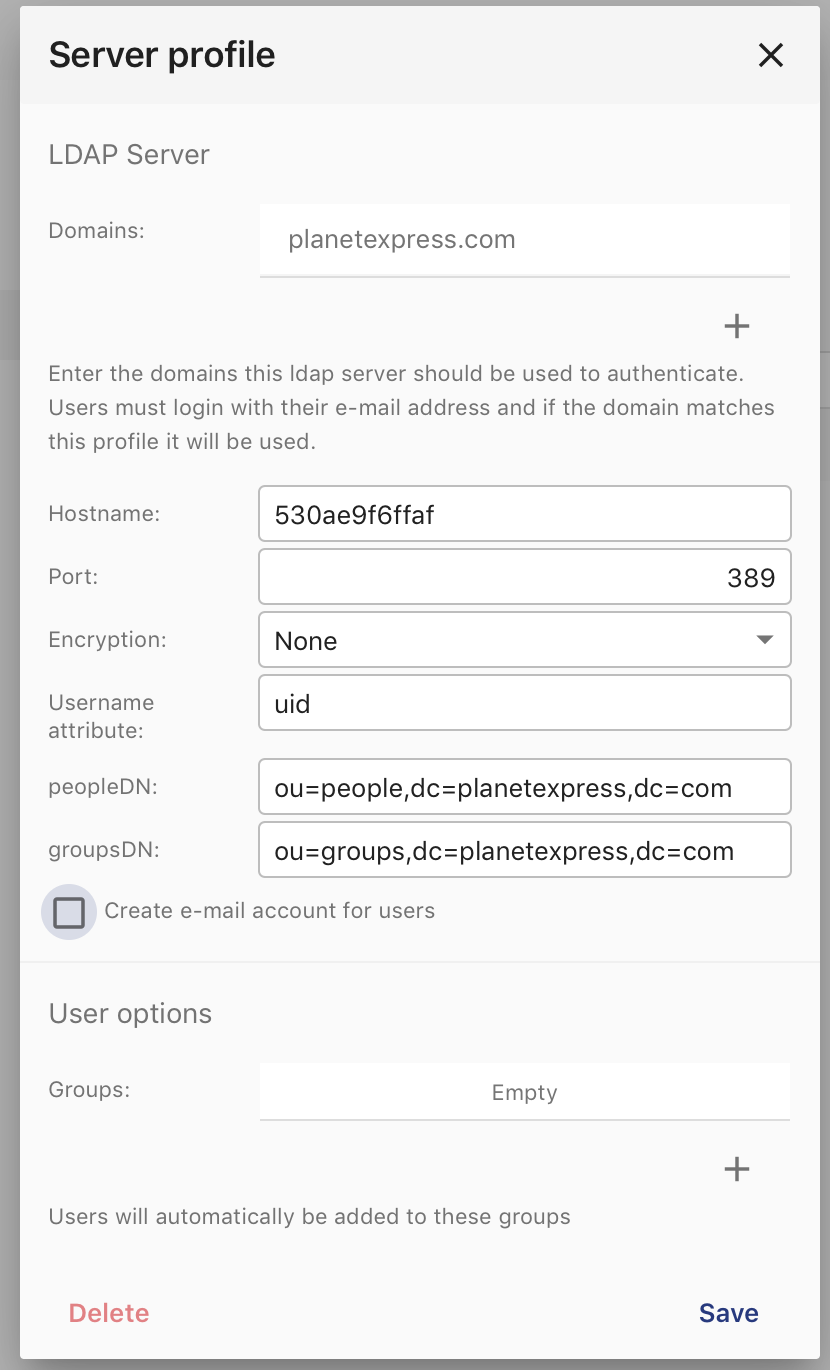 Server profile
LDAP Server
Domains:
planetexpress.com
Enter the domains this ldap server should be used to authenticate.
Users must login with their e-mail address and if the domain matches
this profile it will be used.
Hostname:
530ae9f6ffaf
Port:
389
Encryption:
None
Username
attribute:
uid
peopleDN:
ou=people,dc=planetexpress,dc=com
groupsDN:
ou=groups,dc=planetexpress,dc=com
Create e-mail account for users
User options
Groups:
Empty
Users will automatically be added to these groups
Delete
Save